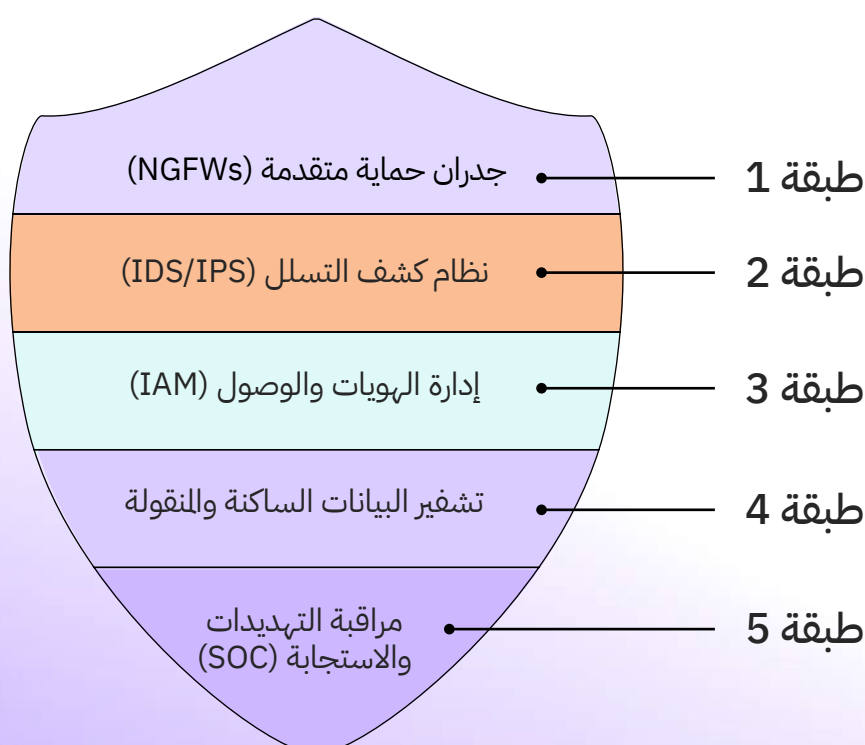 طبقة 1
جدران حماية متقدمة (NGFWs)
طبقة 2
نظام كشف التسلل (IDS/IPS)
طبقة 3
إدارة الهويات والوصول (IAM)
طبقة 4
تشفير البيانات الساكنة والمنقولة
طبقة 5
مراقبة التهديدات
والاستجابة (SOC)